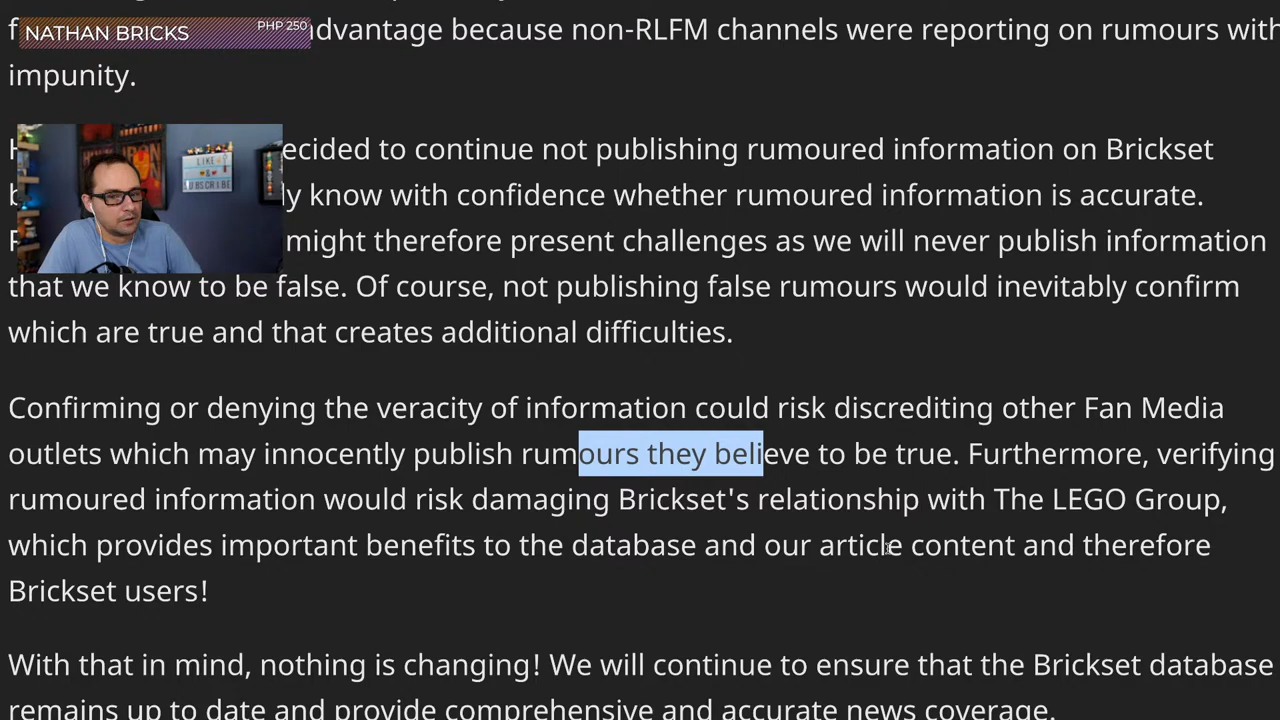 NATHAN BRICKS
PHP 250
dvantage because non-RLFM channels were reporting on rumours with
impunity.
LIKE
SUBSCRIBE
ecided to continue not publishing rumoured information on Brickset
ly know with confidence whether rumoured information is accurate.
might therefore present challenges as we will never publish information
that we know to be false. Of course, not publishing false rumours would inevitably confirm
which are true and that creates additional difficulties.
Confirming or denying the veracity of information could risk discrediting other Fan Media
outlets which may innocently publish rumours they believe to be true. Furthermore, verifying
rumoured information would risk damaging Brickset's relationship with The LEGO Group,
which provides important benefits to the database and our article content and therefore
Brickset users!
With that in mind, nothing is changing! We will continue to ensure that the Brickset database
remains up to date and provide comprehensive and accurate news coverage.